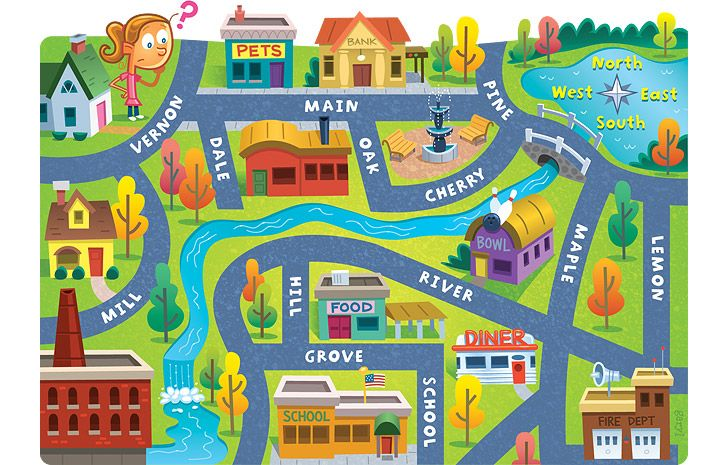 ?
PETS
BANK
North
West East
South
MAIN
PINE
VERNON
DALE
OAK
CHERRY
BOWL
MAPLE
LEMON
MILL
HILL
RIVER
FOOD
DINER
GROVE
SCHOOL
SCHOOL
FIRE DEPT